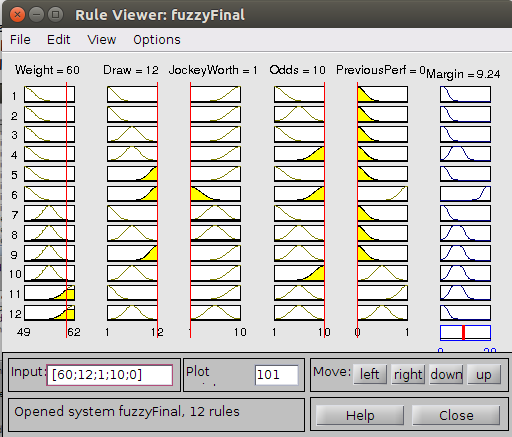 Rule Viewer: fuzzyFinal
File Edit View Options
Weight = 60 Draw = 12 JockeyWorth = 1 Odds = 10 PreviousPerf = 0 Margin = 9.24
1
2
3
4
5
6
7
8
9
10
11
12
49 62 1 12 1 10 1 10 0 1
0
Input: [60;12;1;10;0] Plot 101 Move: left right down up
Opened system fuzzyFinal, 12 rules Help Close